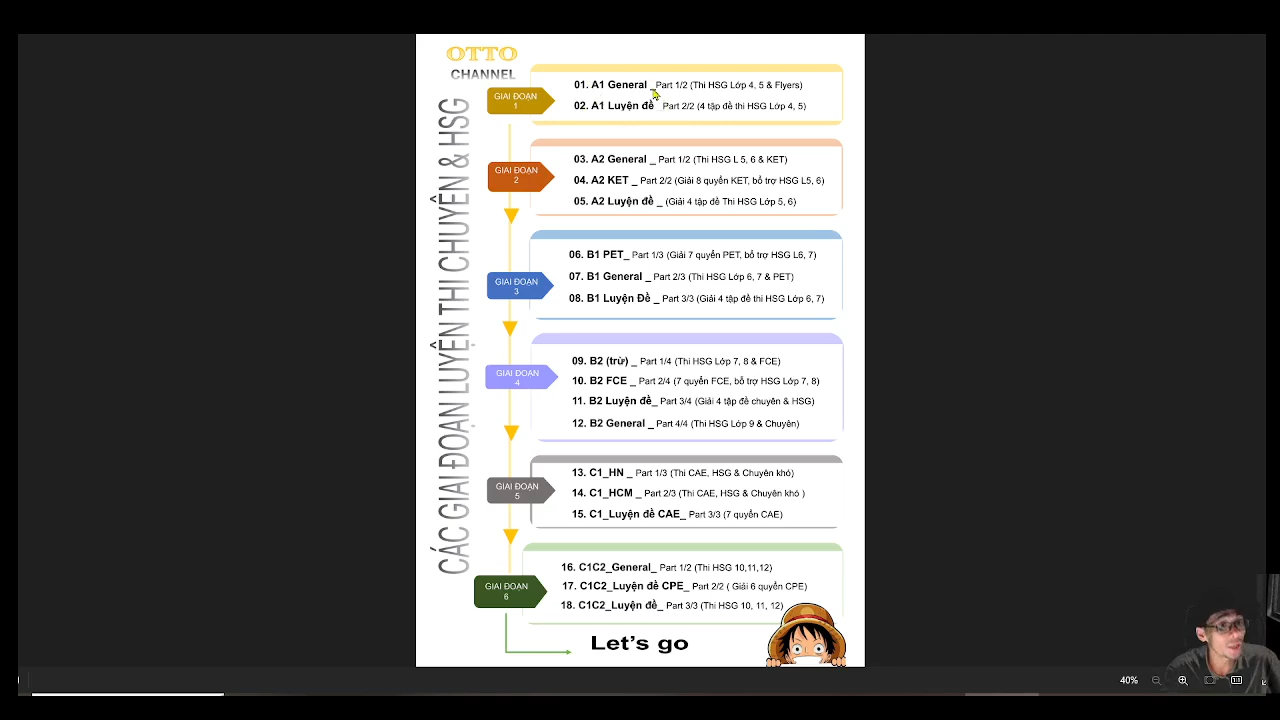 OTTO
CHANNEL
CÁC GIAI ĐOẠN LUYỆN THI CHUYÊN & HSG
GIAI ĐOẠN
1
01. A1 General _Part 1/2 (Thi HSG Lớp 4, 5 & Flyers)
02. A1 Luyện đề Part 2/2 (4 tập đề thi HSG Lớp 4, 5)
GIAI ĐOẠN
2
03. A2 General _ Part 1/2 (Thi HSG L 5, 6 & KET)
04. A2 KET _ Part 2/2 (Giải 8 quyển KET, bổ trợ HSG L5, 6)
05. A2 Luyện đề _ (Giải 4 tập đề Thi HSG Lớp 5, 6)
GIAI ĐOẠN
3
06. B1 PET_ Part 1/3 (Giải 7 quyển PET, bổ trợ HSG L6, 7)
07. B1 General _ Part 2/3 (Thi HSG Lớp 6, 7 & PET)
08. B1 Luyện Đề _ Part 3/3 (Giải 4 tập đề thi HSG Lớp 6, 7)
GIAI ĐOẠN
4
09. B2 (trừ) _ Part 1/4 (Thi HSG Lớp 7, 8 & FCE)
10. B2 FCE _ Part 2/4 (7 quyển FCE, bổ trợ HSG Lớp 7, 8)
11. B2 Luyện đề_ Part 3/4 (Giải 4 tập đề chuyên & HSG)
12. B2 General _ Part 4/4 (Thi HSG Lớp 9 & Chuyên)
GIAI ĐOẠN
5
13. C1_HN _ Part 1/3 (Thi CAE, HSG & Chuyên khó)
14. C1_HCM _ Part 2/3 (Thi CAE, HSG & Chuyên khó )
15. C1_Luyện đề CAE_ Part 3/3 (7 quyển CAE)
GIAI ĐOẠN
6
16. C1C2_General_ Part 1/2 (Thi HSG 10,11,12)
17. C1C2_Luyện đề CPE_ Part 2/2 ( Giải 6 quyển CPE)
18. C1C2_Luyện đề_ Part 3/3 (Thi HSG 10, 11, 12)
Let's go
40%